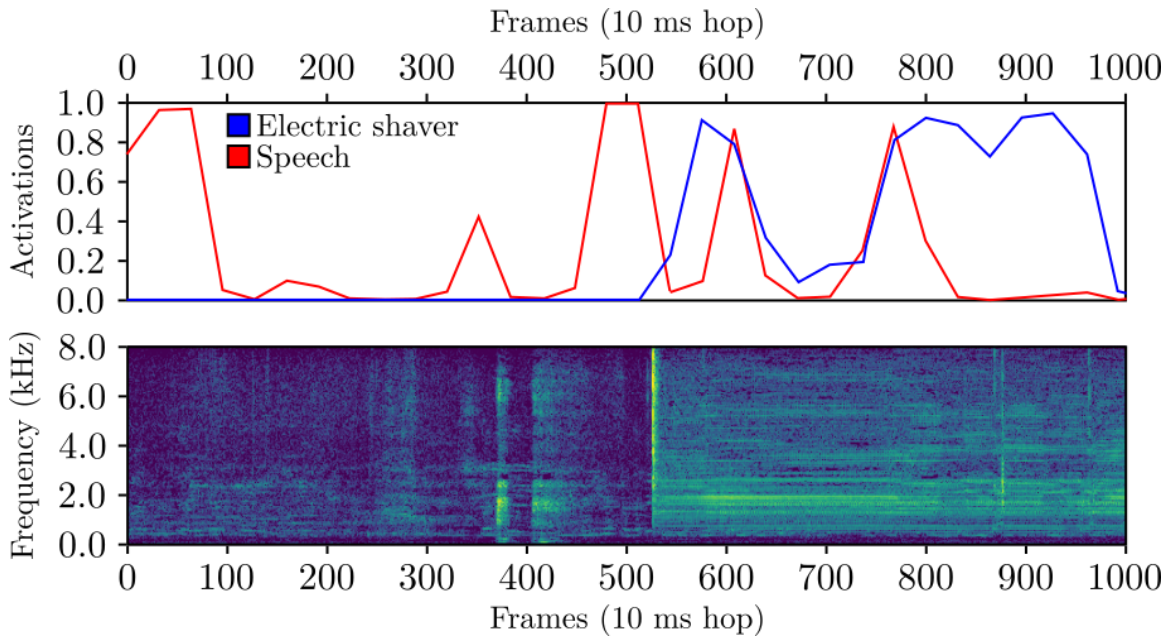 Frames (10 ms hop)
0 100 200 300 400 500 600 700 800 900 1000
1.0
0.8
0.6
0.4
0.2
0.0
Activations
Electric shaver
Speech
8.0
6.0
4.0
2.0
0.0
Frequency (kHz)
0 100 200 300 400 500 600 700 800 900 1000
Frames (10 ms hop)